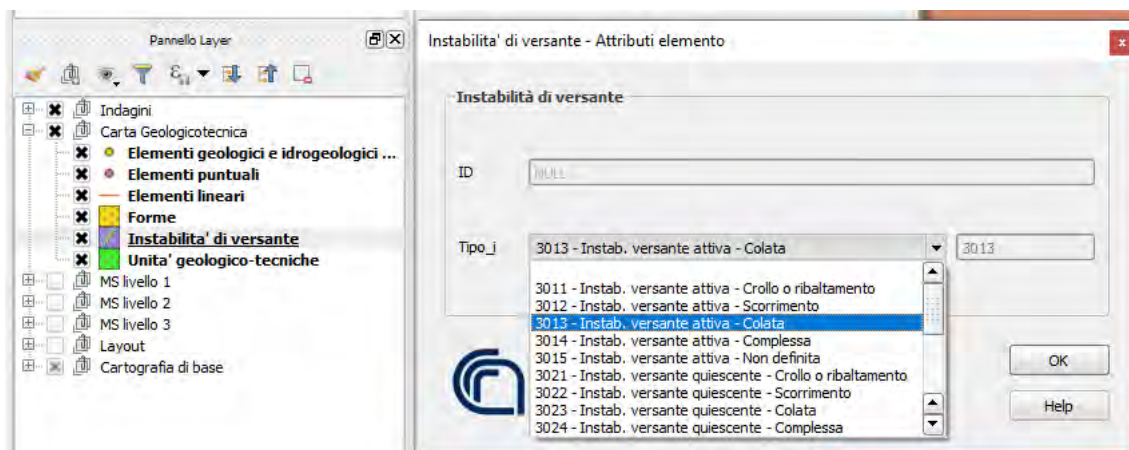 Pannello Layer
Indagini
Carta Geologicotecnica
Elementi geologici e idrogeologici ...
Elementi puntuali
Elementi lineari
Forme
Instabilita' di versante
Unita' geologico-tecniche
MS livello 1
MS livello 2
MS livello 3
Layout
Cartografia di base
Instabilita' di versante - Attributi elemento
x
Instabilità di versante
ID
NULL
Tipo_i
3013 - Instab. versante attiva - Colata
3013
3011 - Instab. versante attiva - Crollo o ribaltamento
3012 - Instab. versante attiva - Scorrimento
3013 - Instab. versante attiva - Colata
3014 - Instab. versante attiva - Complessa
3015 - Instab. versante attiva - Non definita
3021 - Instab. versante quiescente - Crollo o ribaltamento
3022 - Instab. versante quiescente - Scorrimento
3023 - Instab. versante quiescente - Colata
3024 - Instab. versante quiescente - Complessa
OK
Help